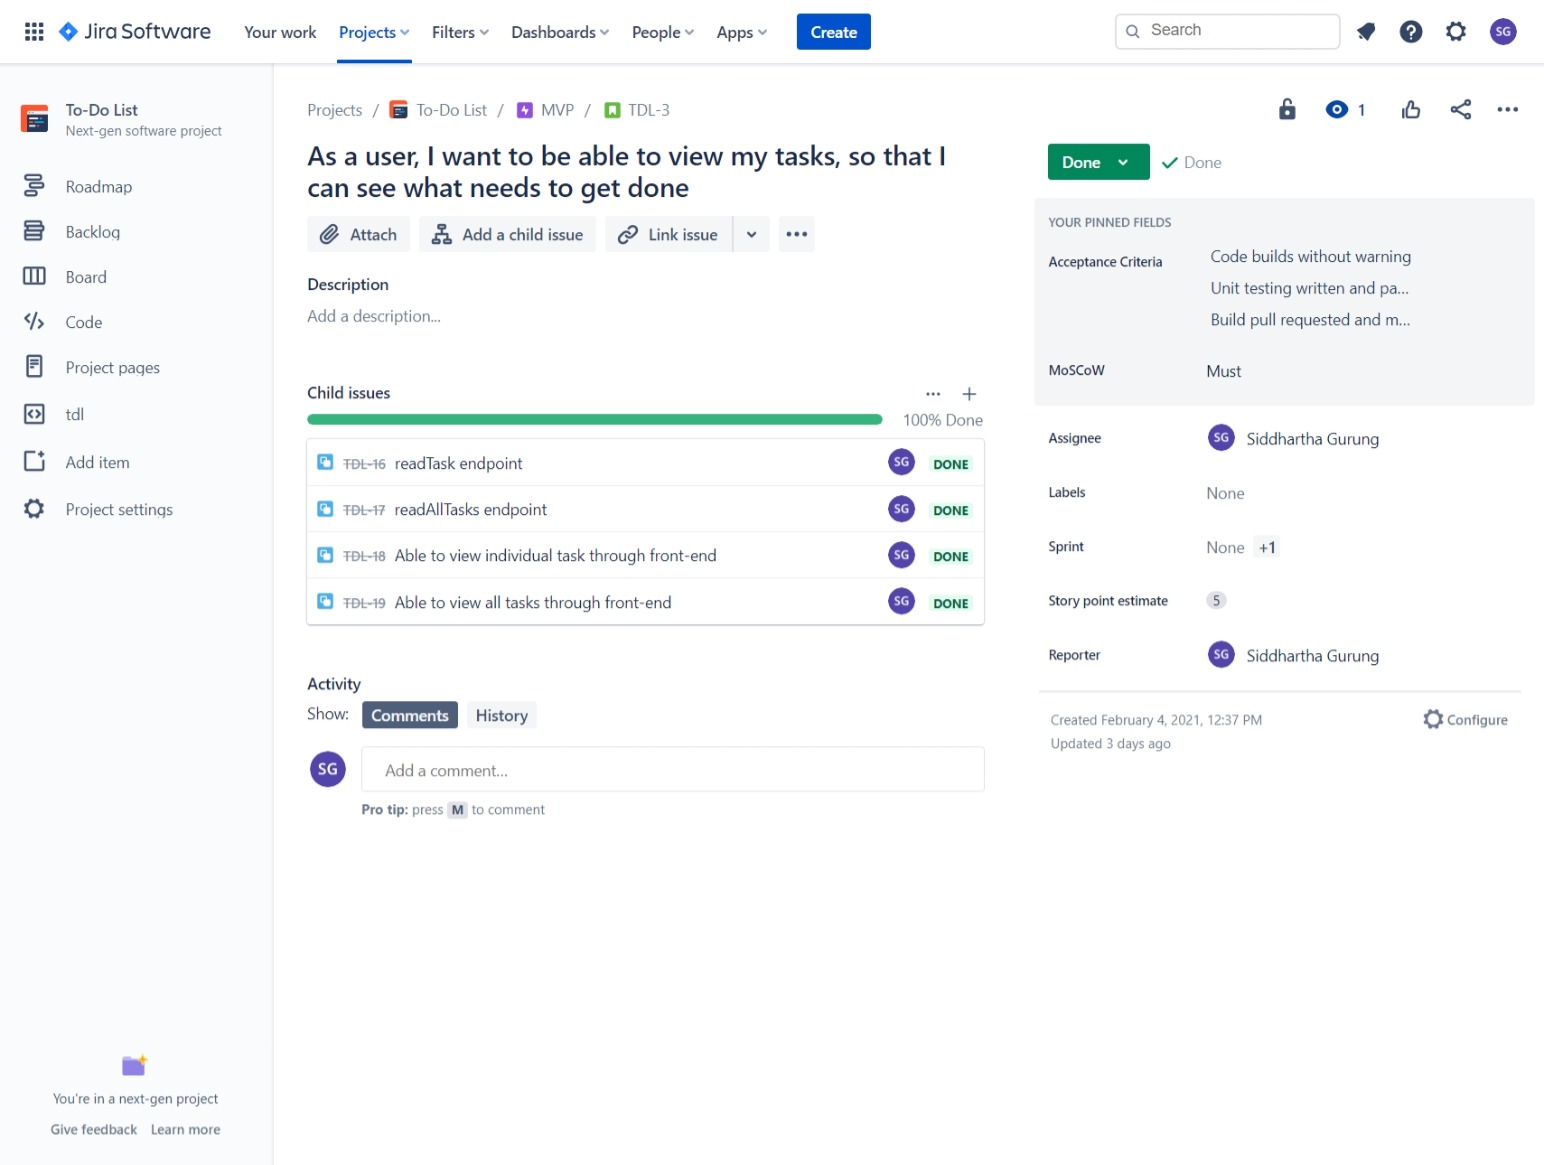 Jira Software Your work Projects Filters Dashboards People Apps Create Search SG
To-Do List
Next-gen software project
Roadmap
Backlog
Board
Code
Project pages
tdl
Add item
Project settings
You're in a next-gen project
Give feedback Learn more
Projects / To-Do List / MVP / TDL-3
As a user, I want to be able to view my tasks, so that I
can see what needs to get done
Attach Add a child issue Link issue
Description
Add a description...
Child issues
100% Done
TDL-16 readTask endpoint SG DONE
TDL-17 readAllTasks endpoint SG DONE
TDL-18 Able to view individual task through front-end SG DONE
TDL-19 Able to view all tasks through front-end SG DONE
Activity
Show: Comments History
SG Add a comment...
Pro tip: press M to comment
1
Done Done
YOUR PINNED FIELDS
Acceptance Criteria Code builds without warning
Unit testing written and pa...
Build pull requested and m...
MoSCoW Must
Assignee SG Siddhartha Gurung
Labels None
Sprint None +1
Story point estimate 5
Reporter SG Siddhartha Gurung
Created February 4, 2021, 12:37 PM Configure
Updated 3 days ago